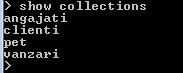 > show collections
angajati
clienti
pet
vanzari
>